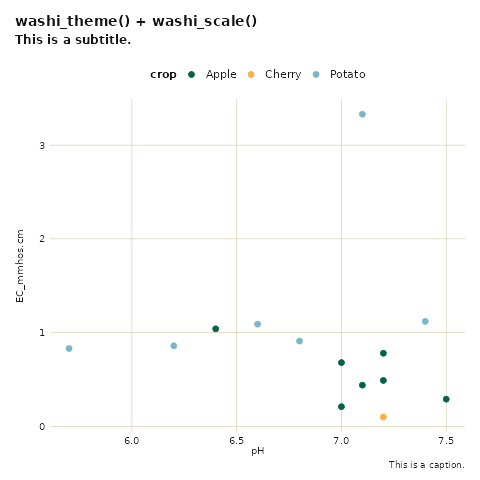 washi_theme() + washi_scale()
This is a subtitle.
crop Apple Cherry Potato
3
2
1
0
EC_mmhos.cm
6.0 6.5 7.0 7.5
pH
This is a caption.